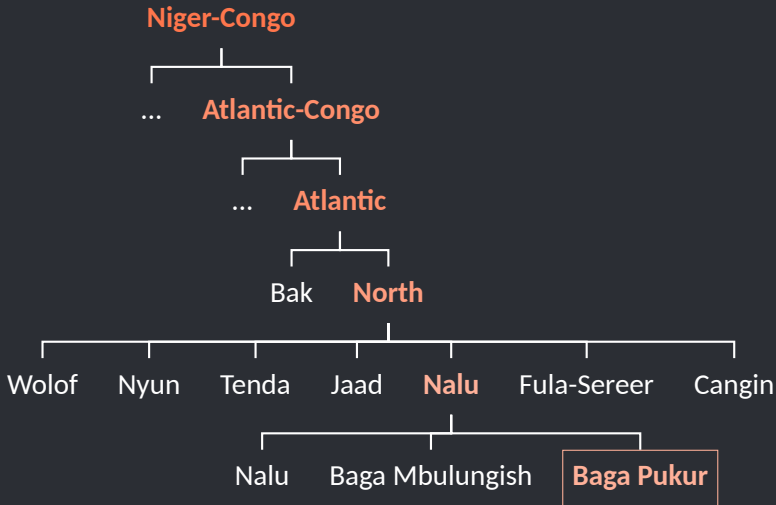 Niger-Congo
... Atlantic-Congo
... Atlantic
Bak North
Wolof Nyun Tenda Jaad Nalu Fula-Sereer Cangin
Nalu Baga Mbulungish Baga Pukur